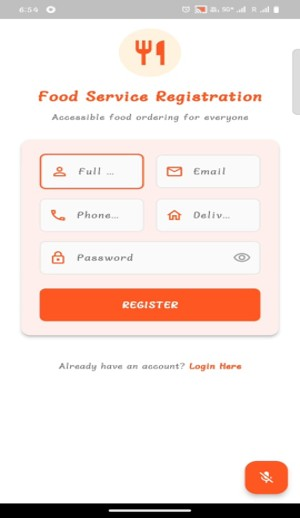 6:54
Food Service Registration
Accessible food ordering for everyone
Full ...
Email
Phone...
Deliv...
Password
REGISTER
Already have an account? Login Here